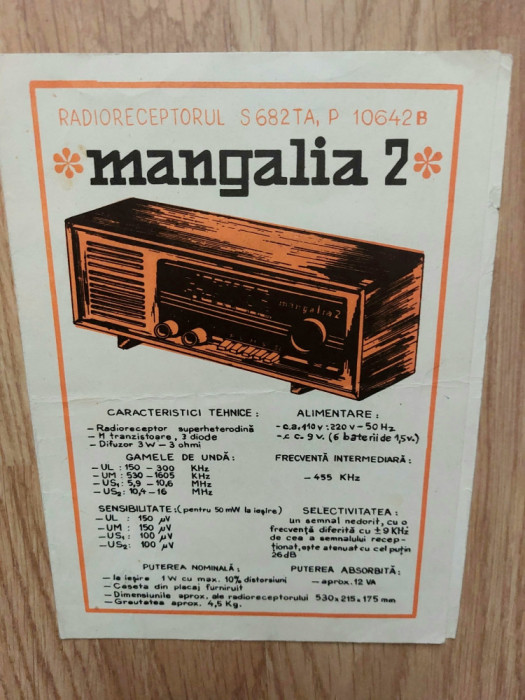 RADIORECEPTORUL S682TA, P 10642B
mangalia 2
mangalia 2
CARACTERISTICI TEHNICE:
- Radioreceptor superheterodină
- 11 tranzistoare, 3 diode
- Difuzor 3W - 3 ohmi
GAMELE DE UNDĂ:
- UL : 150 - 300 KHz
- UM : 530 - 1605 KHz
- US₁ : 5,9 - 10,6 MHz
- US₂ : 10,4 - 16 MHz
SENSIBILITATE : (pentru 50 mW la ieșire)
- UL : 150 µV
- UM : 150 µV
- US₁ : 100 µV
- US₂ : 100 µV
ALIMENTARE :
- c.a. 110 v : 220 v - 50 Hz
- c.c. 9 v. (6 baterii de 1,5v.)
FRECVENTĂ INTERMEDIARĂ :
- 455 KHz
SELECTIVITATEA :
un semnal nedorit, cu o
frecvență diferită cu ± 9 KHz
de cea a semnalului recep-
ționat, este atenuat cu cel puțin
26 dB
PUTEREA NOMINALĂ :
- la ieșire 1 W cu max. 10% distorsiuni
- Caseta din placaj furniruit
- Dimensiunile aprox. ale radioreceptorului 530 x 215 x 175 mm
- Greutatea aprox. 4,5 Kg.
PUTEREA ABSORBITĂ :
- aprox. 12 VA